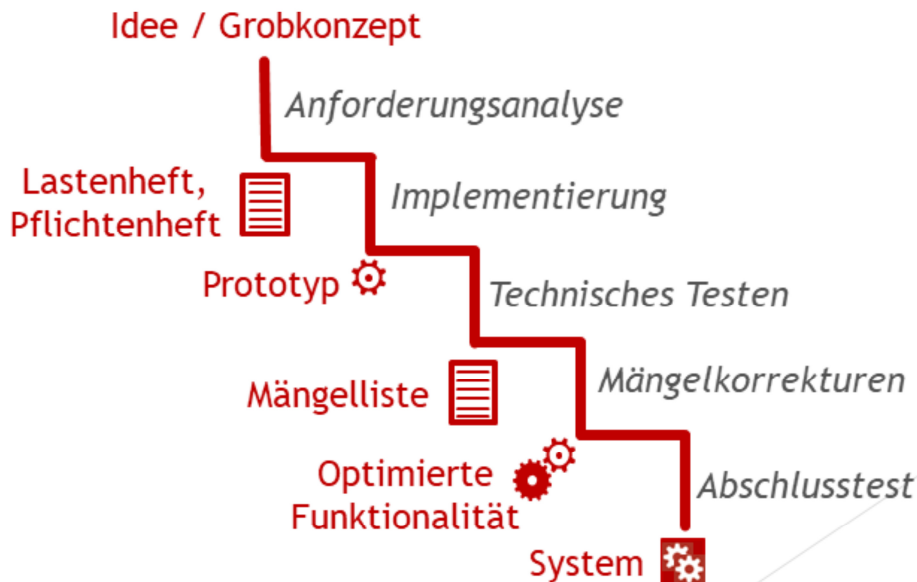 Idee / Grobkonzept
Anforderungsanalyse
Lastenheft,
Pflichtenheft
Implementierung
Prototyp
Technisches Testen
Mängelliste
Mängelkorrekturen
Optimierte
Funktionalität
Abschlusstest
System